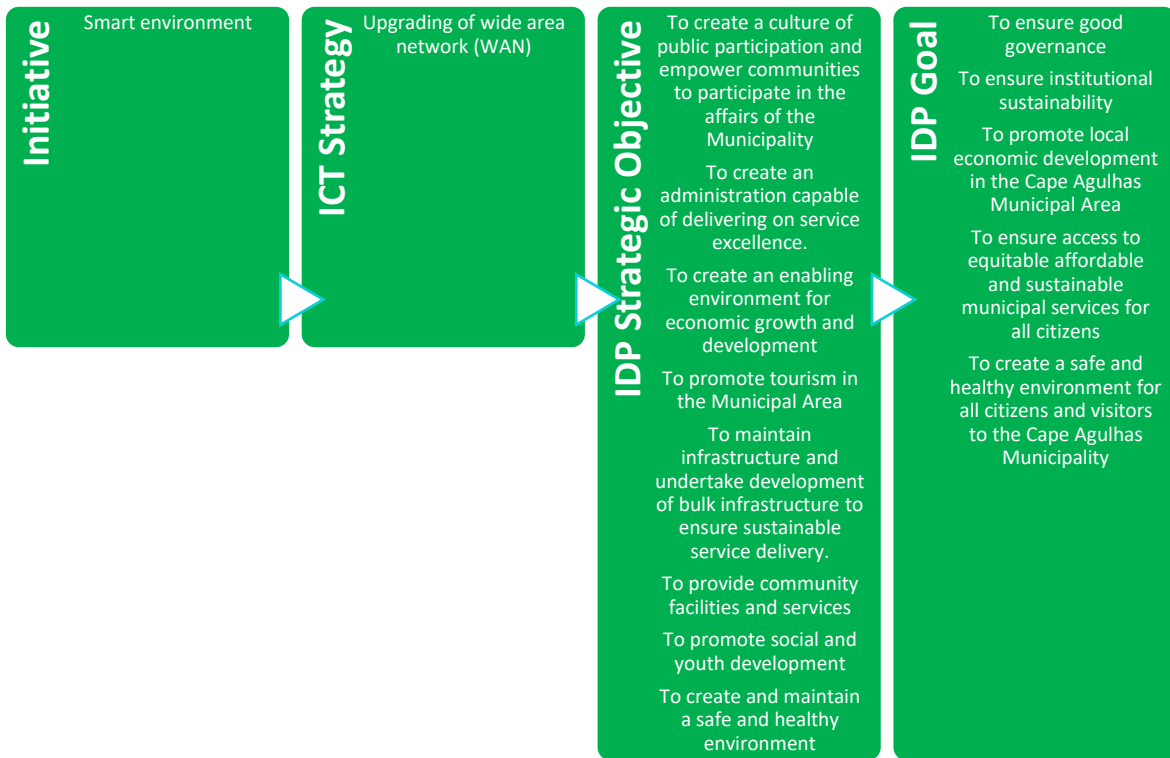 Initiative
Smart environment
ICT Strategy
Upgrading of wide area
network (WAN)
IDP Strategic Objective
To create a culture of
public participation and
empower communities
to participate in the
affairs of the
Municipality
To create an
administration capable
of delivering on service
excellence.
To create an enabling
environment for
economic growth and
development
To promote tourism in
the Municipal Area
To maintain
infrastructure and
undertake development
of bulk infrastructure to
ensure sustainable
service delivery.
To provide community
facilities and services
To promote social and
youth development
To create and maintain
a safe and healthy
environment
IDP Goal
To ensure good
governance
To ensure institutional
sustainability
To promote local
economic development
in the Cape Agulhas
Municipal Area
To ensure access to
equitable affordable
and sustainable
municipal services for
all citizens
To create a safe and
healthy environment for
all citizens and visitors
to the Cape Agulhas
Municipality